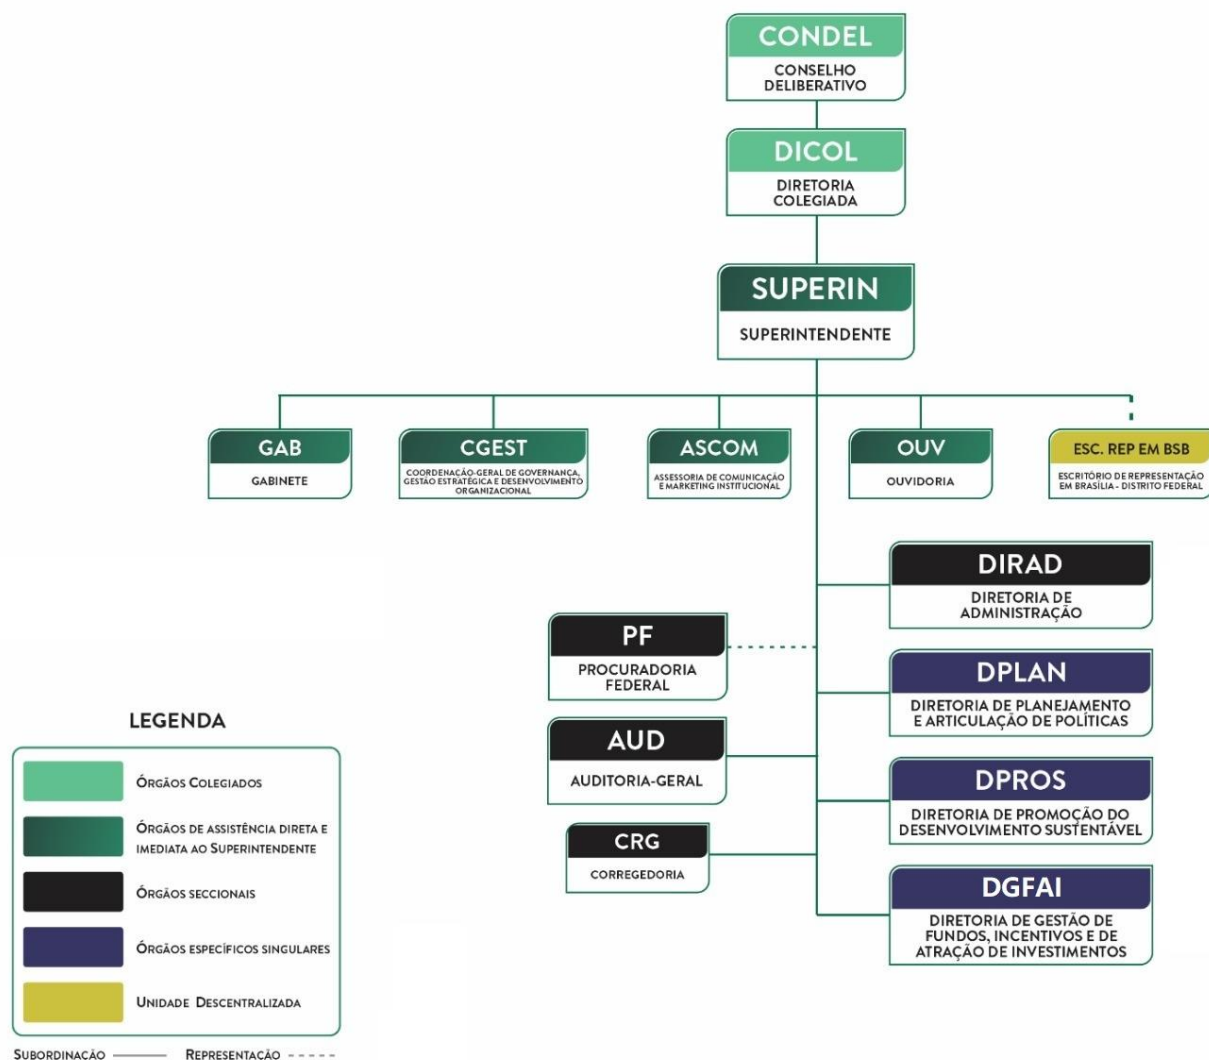 CONDEL
CONSELHO
DELIBERATIVO
DICOL
DIRETORIA
COLEGIADA
SUPERIN
SUPERINTENDENTE
GAB
GABINETE
CGEST
COORDENAÇÃO-GERAL DE GOVERNANÇA,
GESTÃO ESTRATÉGICA E DESENVOLVIMENTO
ORGANIZACIONAL
ASCOM
ASSESSORIA DE COMUNICAÇÃO
E MARKETING INSTITUCIONAL
OUV
OUVIDORIA
ESC. REP EM BSB
ESCRITÓRIO DE REPRESENTAÇÃO
EM BRASÍLIA - DISTRITO FEDERAL
DIRAD
DIRETORIA DE
ADMINISTRAÇÃO
PF
PROCURADORIA
FEDERAL
DPLAN
DIRETORIA DE PLANEJAMENTO
E ARTICULAÇÃO DE POLÍTICAS
AUD
AUDITORIA-GERAL
DPROS
DIRETORIA DE PROMOÇÃO DO
DESENVOLVIMENTO SUSTENTÁVEL
CRG
CORREGEDORIA
DGFAI
DIRETORIA DE GESTÃO DE
FUNDOS, INCENTIVOS E DE
ATRAÇÃO DE INVESTIMENTOS
LEGENDA
ÓRGÃOS COLEGIADOS
ÓRGÃOS DE ASSISTÊNCIA DIRETA E
IMEDIATA AO SUPERINTENDENTE
ÓRGÃOS SECCIONAIS
ÓRGÃOS ESPECÍFICOS SINGULARES
UNIDADE DESCENTRALIZADA
SUBORDINAÇÃO REPRESENTAÇÃO